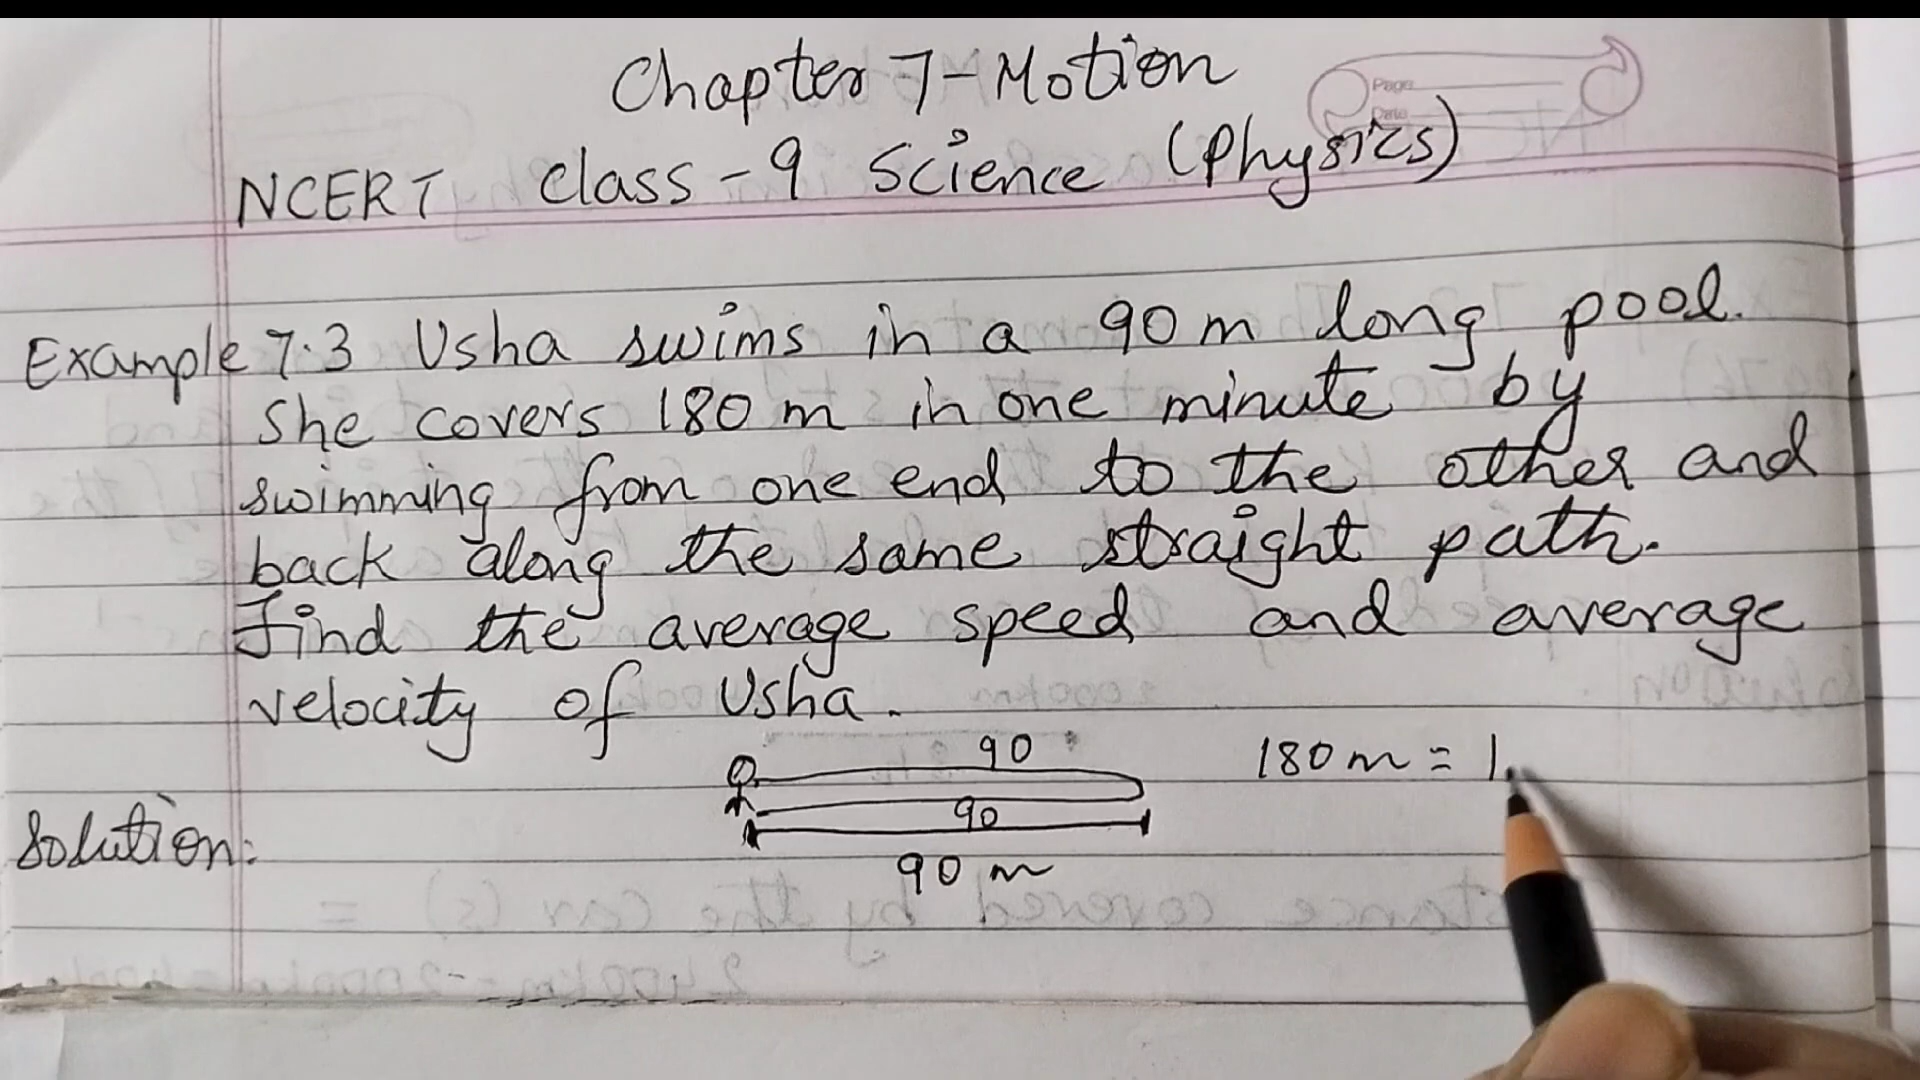 Chapter 7-Motion
Page
Date
NCERT Class-9 Science (Physics)
Example 7.3 Usha swims in a 90 m long pool.
She covers 180 m in one minute by
swimming from one end to the other and
back along the same straight path.
Find the average speed and average
velocity of Usha.
90
180 m = 1
90
Solution:
90 m